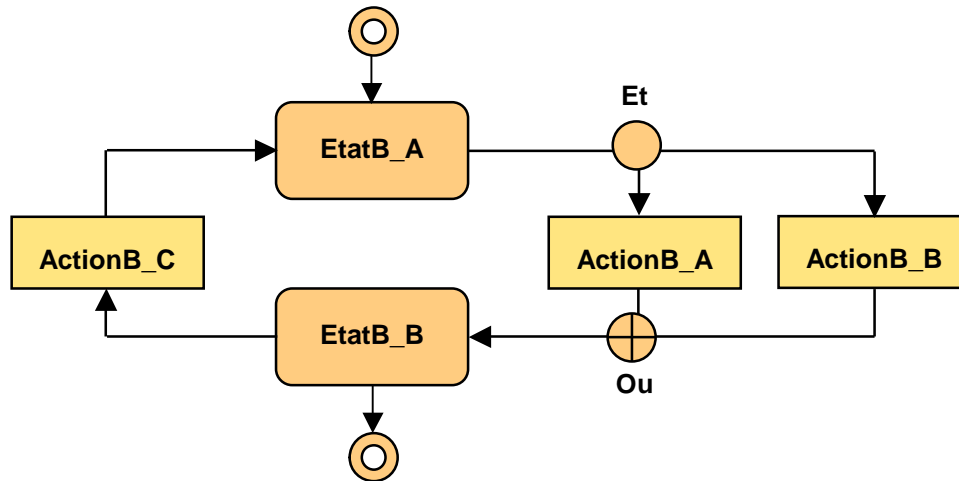 Et
EtatB_A
ActionB_C
ActionB_A
ActionB_B
EtatB_B
Ou